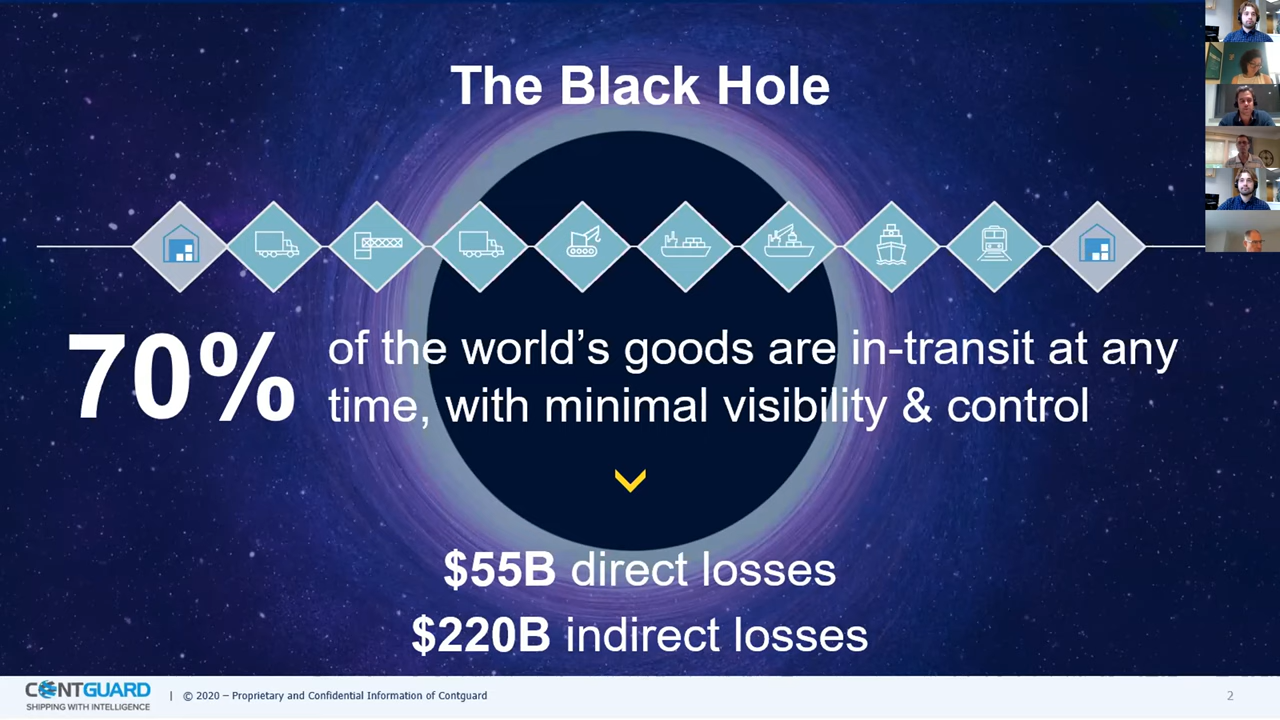 The Black Hole
70%
of the world's goods are in-transit at any
time, with minimal visibility & control
$55B direct losses
$220B indirect losses
CONTGUARD
SHIPPING WITH INTELLIGENCE
| © 2020 – Proprietary and Confidential Information of Contguard
2